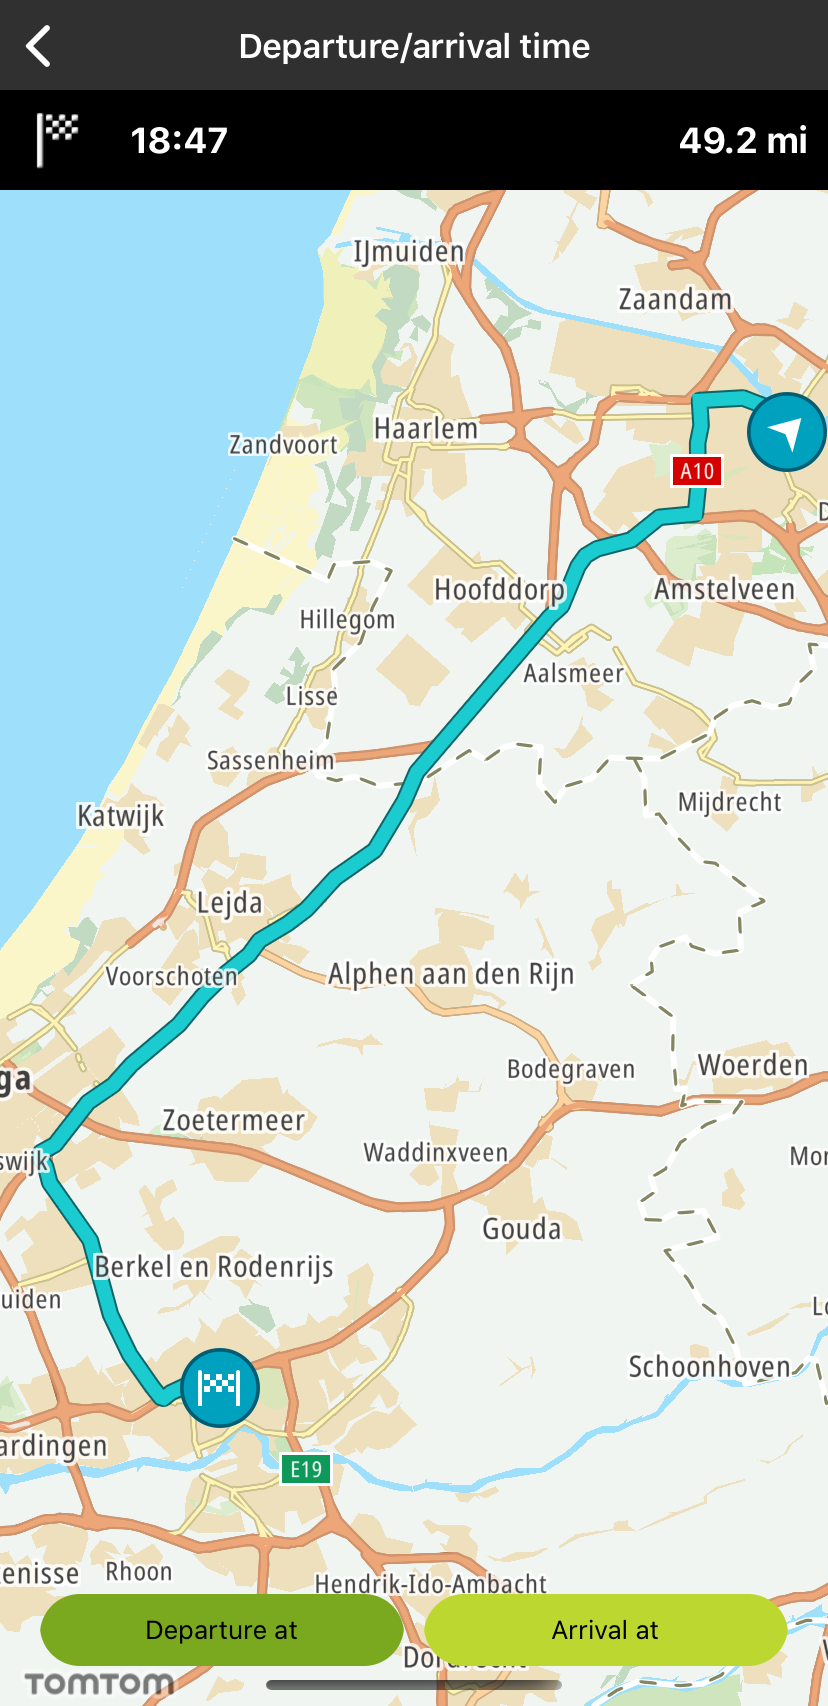 Departure/arrival time
18:47
49.2 mi
IJmuiden
Zaandam
Haarlem
Zandvoort
A10
D
Hoofddorp
Amstelveen
Hillegom
Aalsmeer
Lisse
Sassenheim
Mijdrecht
Katwijk
Lejda
Voorschoten
Alphen aan den Rijn
Bodegraven
Woerden
ga
Zoetermeer
Waddinxveen
swijk
Mor
Gouda
Berkel en Rodenrijs
uiden
Lo
Schoonhoven
ardingen
E19
enisse
Rhoon
Hendrik-Ido-Ambacht
Departure at
Arrival at
Dordrecht
TOMTOM